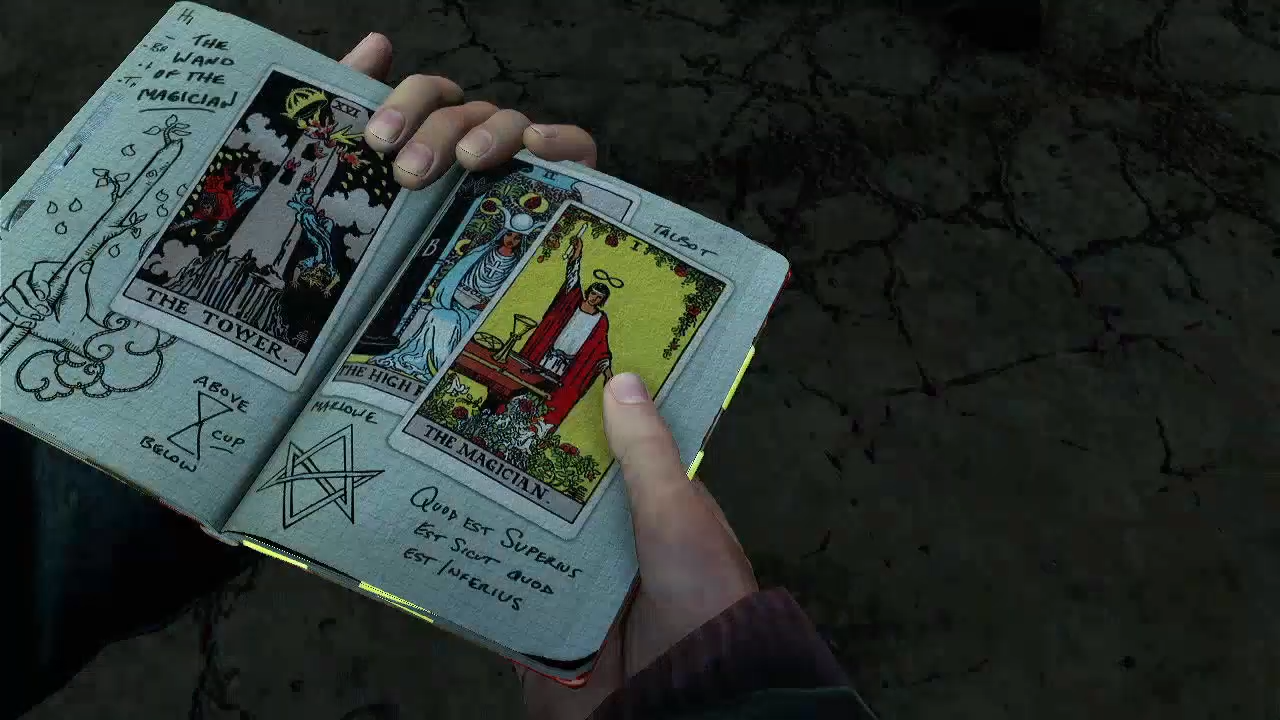 THE
WAND
OF THE
MAGICIAN
XVI
THE TOWER.
ABOVE
CUP
BELOW
II
B
THE HIGH
TALBOT
I
THE MAGICIAN.
MARLOWE
QUOD EST SUPERIUS
EST SICUT QUOD
EST INFERIUS